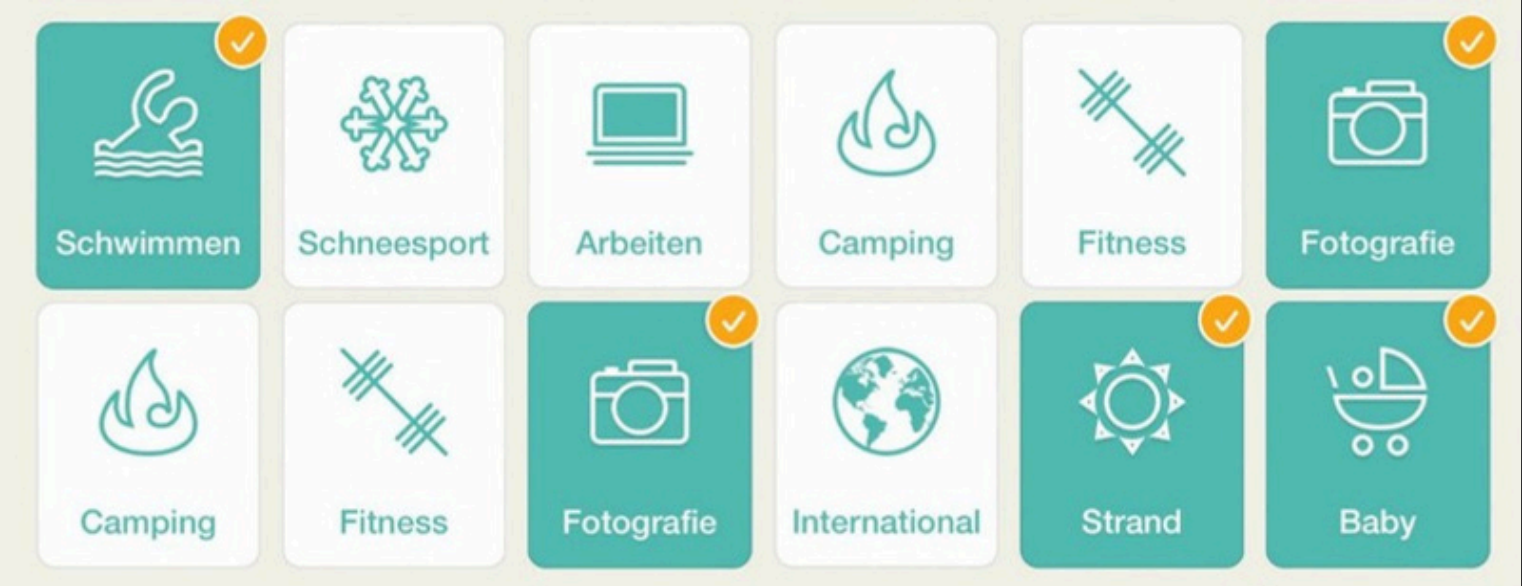 Schwimmen
Schneesport
Arbeiten
Camping
Fitness
Fotografie
Camping
Fitness
Fotografie
International
Strand
Baby